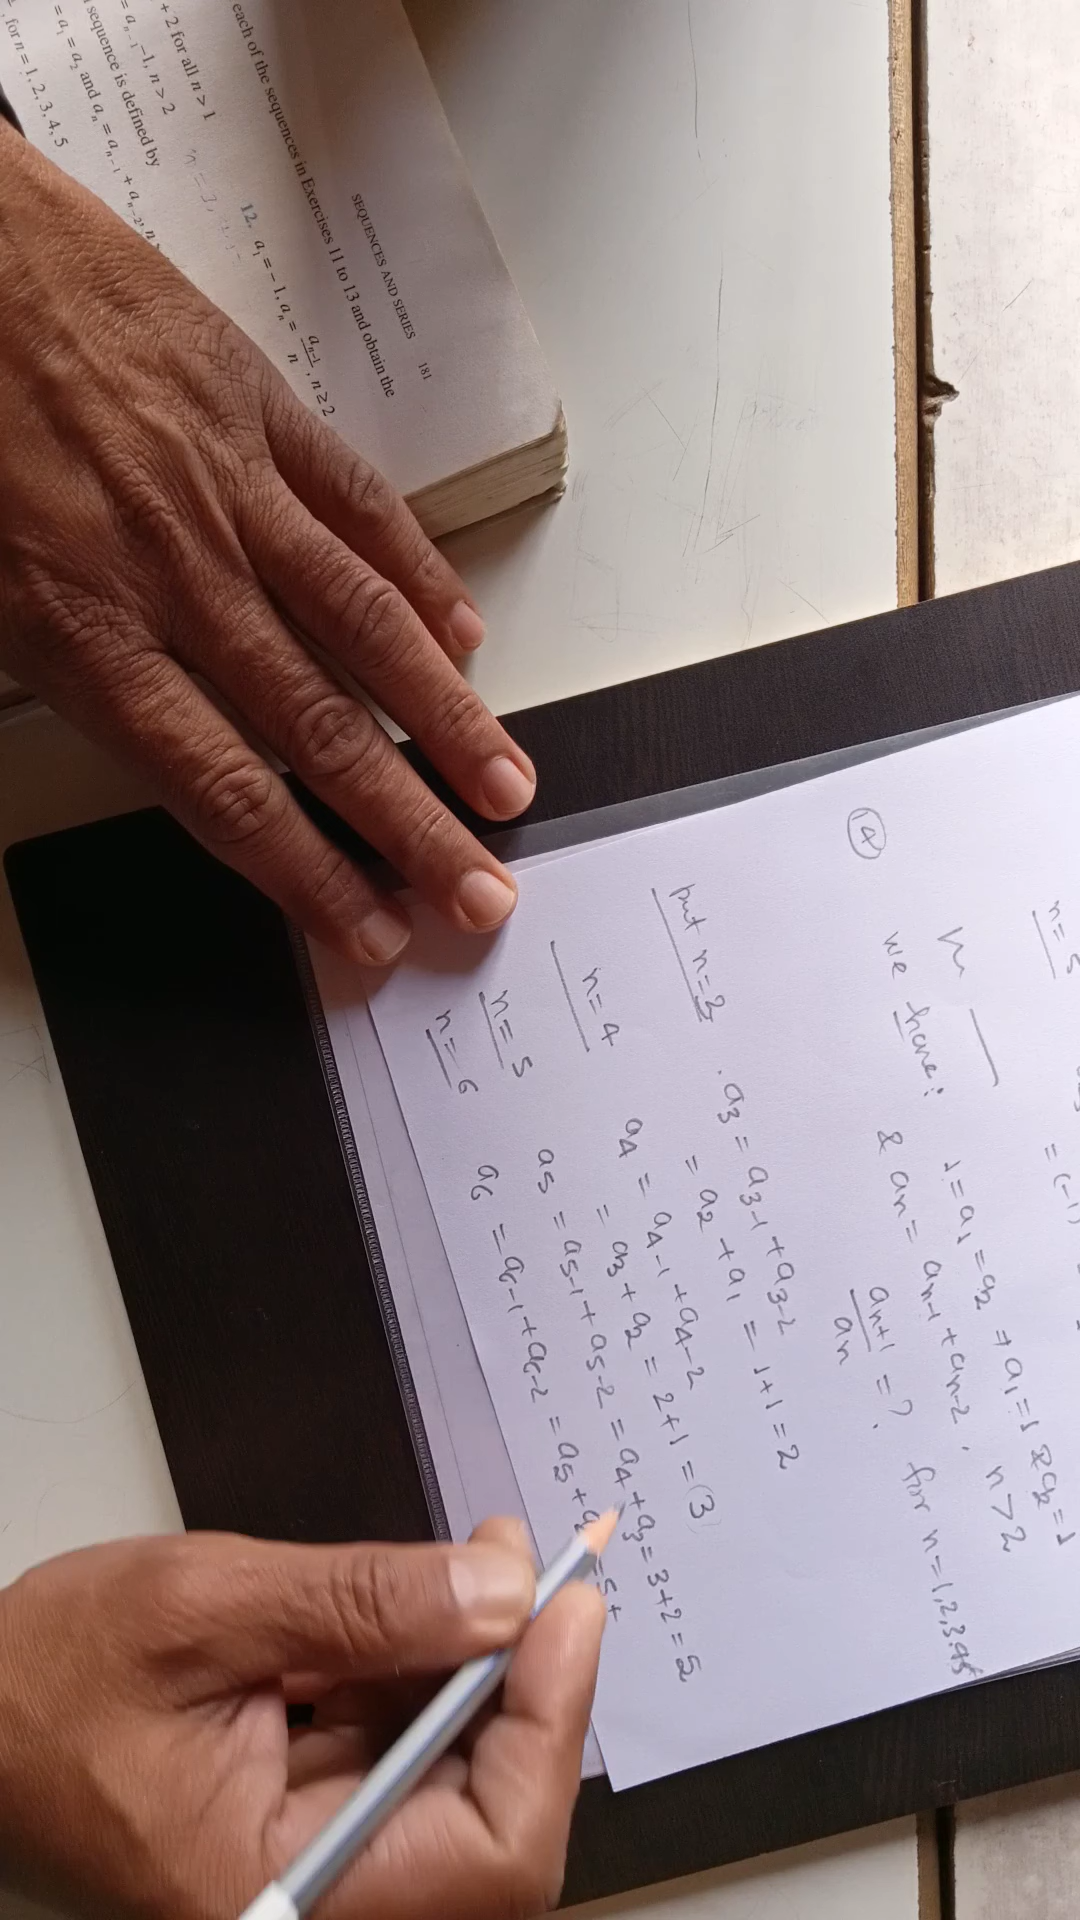 SEQUENCES AND SERIES 181
each of the sequences in Exercises 11 to 13 and obtain the
+ 2 for all n > 1
12. a₁ = – 1, aₙ = aₙ₋₁/n , n ≥ 2
= aₙ₋₁ – 1, n > 2
sequence is defined by
= a₁ = a₂ and aₙ = aₙ₋₁ + aₙ₋₂, n >
, for n = 1, 2, 3, 4, 5
n = 5
= (-1)
(14)
we have: 1 = a₁ = a₂ ⇒ a₁ = 1 & a₂ = 1
& aₙ = aₙ₋₁ + aₙ₋₂ , n > 2
aₙ₊₁/aₙ = ? for n = 1, 2, 3, 4, 5
put n = 3, a₃ = a₃₋₁ + a₃₋₂
= a₂ + a₁ = 1 + 1 = 2
n = 4 a₄ = a₄₋₁ + a₄₋₂
= a₃ + a₂ = 2 + 1 = 3
n = 5 a₅ = a₅₋₁ + a₅₋₂ = a₄ + a₃ = 3 + 2 = 5
n = 6 a₆ = a₆₋₁ + a₆₋₂ = a₅ + a = 5 +